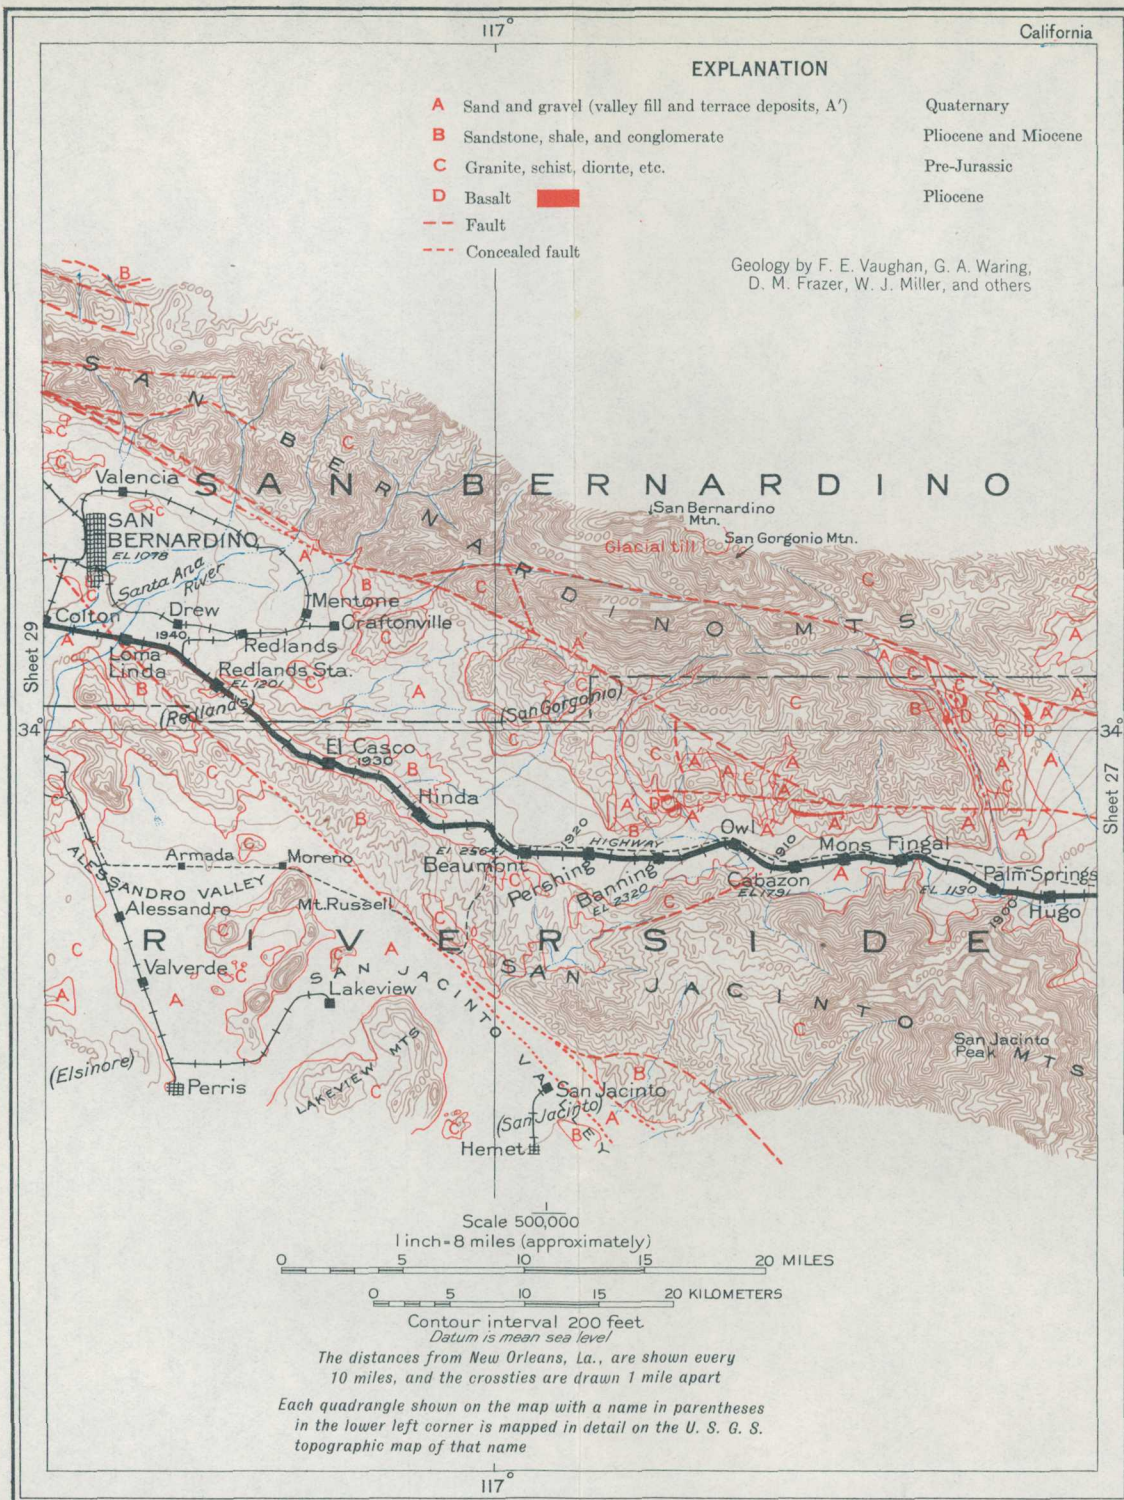 117°
California
EXPLANATION
A Sand and gravel (valley fill and terrace deposits, A') Quaternary
B Sandstone, shale, and conglomerate Pliocene and Miocene
C Granite, schist, diorite, etc. Pre-Jurassic
D Basalt Pliocene
Fault
Concealed fault
Geology by F. E. Vaughan, G. A. Waring,
D. M. Frazer, W. J. Miller, and others
SAN BERNARDINO MTS
SAN BERNARDINO
Valencia
SAN
BERNARDINO
EL 1078
San Bernardino
Mtn.
Glacial till
San Gorgonio Mtn.
Santa Ana
River
Colton
Drew
Mentone
Craftonville
1940
Redlands
Loma
Linda
Redlands Sta.
EL 1201
(Redlands)
(San Gorgonio)
Sheet 29
34°
34°
Sheet 27
El Casco
1930
Hinda
El 2564
Beaumont
1920
HIGHWAY
Pershing
Banning
EL 2320
Owl
1910
Cabazon
EL 1791
Mons
Fingal
EL 1130
Palm Springs
1900
Hugo
Armada
Moreno
ALESSANDRO VALLEY
Alessandro
Mt. Russell
RIVERSIDE
Valverde
SAN JACINTO VALLEY
Lakeview
SAN JACINTO MTS
San Jacinto
Peak
(Elsinore)
Perris
LAKEVIEW MTS
San Jacinto
(San Jacinto)
Hemet
Scale 1/500,000
1 inch=8 miles (approximately)
0 5 10 15 20 MILES
0 5 10 15 20 KILOMETERS
Contour interval 200 feet
Datum is mean sea level
The distances from New Orleans, La., are shown every
10 miles, and the crossties are drawn 1 mile apart
Each quadrangle shown on the map with a name in parentheses
in the lower left corner is mapped in detail on the U. S. G. S.
topographic map of that name
117°